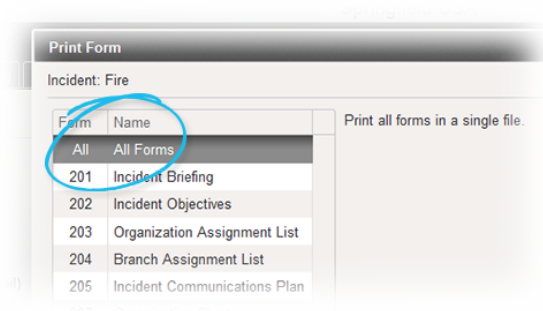 Print Form
Incident: Fire
Form Name
All All Forms
201 Incident Briefing
202 Incident Objectives
203 Organization Assignment List
204 Branch Assignment List
205 Incident Communications Plan
Print all forms in a single file.